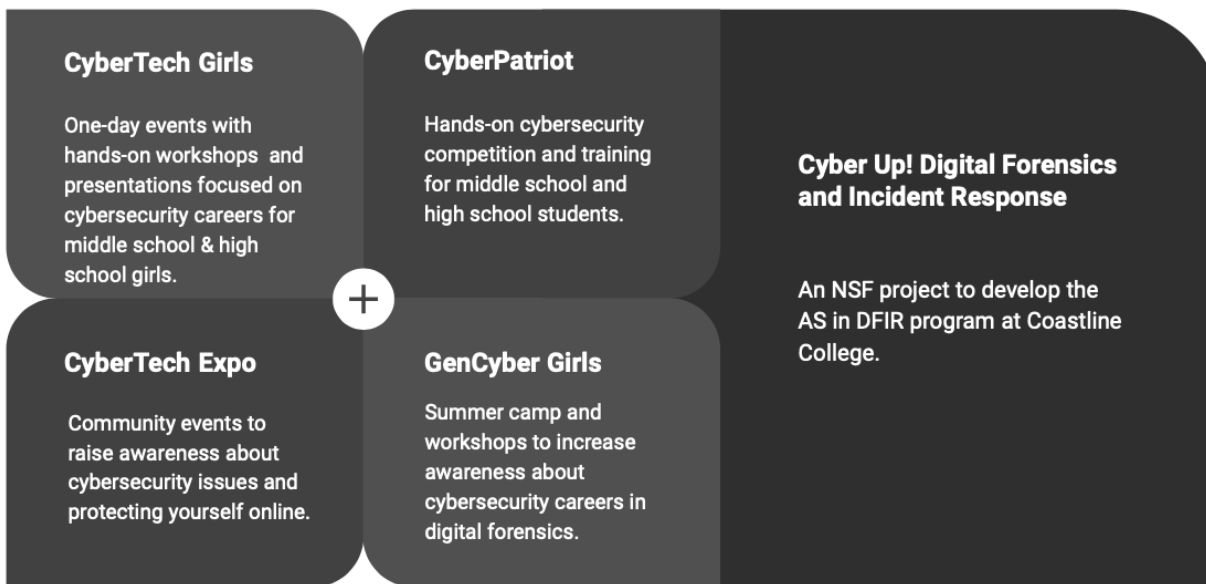 CyberTech Girls
One-day events with
hands-on workshops and
presentations focused on
cybersecurity careers for
middle school & high
school girls.
CyberPatriot
Hands-on cybersecurity
competition and training
for middle school and
high school students.
CyberTech Expo
Community events to
raise awareness about
cybersecurity issues and
protecting yourself online.
GenCyber Girls
Summer camp and
workshops to increase
awareness about
cybersecurity careers in
digital forensics.
Cyber Up! Digital Forensics
and Incident Response
An NSF project to develop the
AS in DFIR program at Coastline
College.